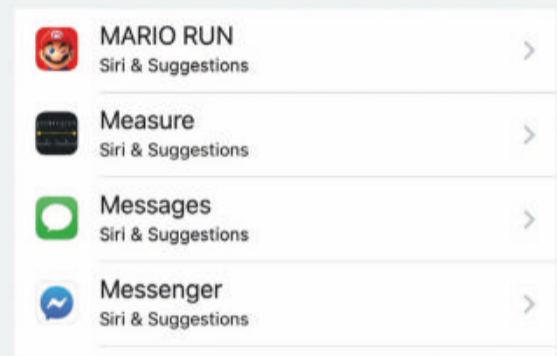 MARIO RUN
Siri & Suggestions
Measure
Siri & Suggestions
Messages
Siri & Suggestions
Messenger
Siri & Suggestions